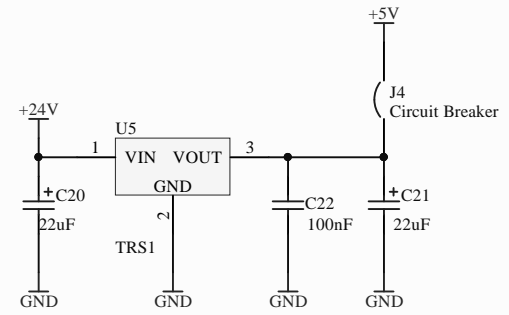 +5V
J4
Circuit Breaker
+24V
U5
1
VIN VOUT
3
GND
+ C20
22uF
2
TRS1
C22
100nF
+ C21
22uF
GND
GND
GND
GND